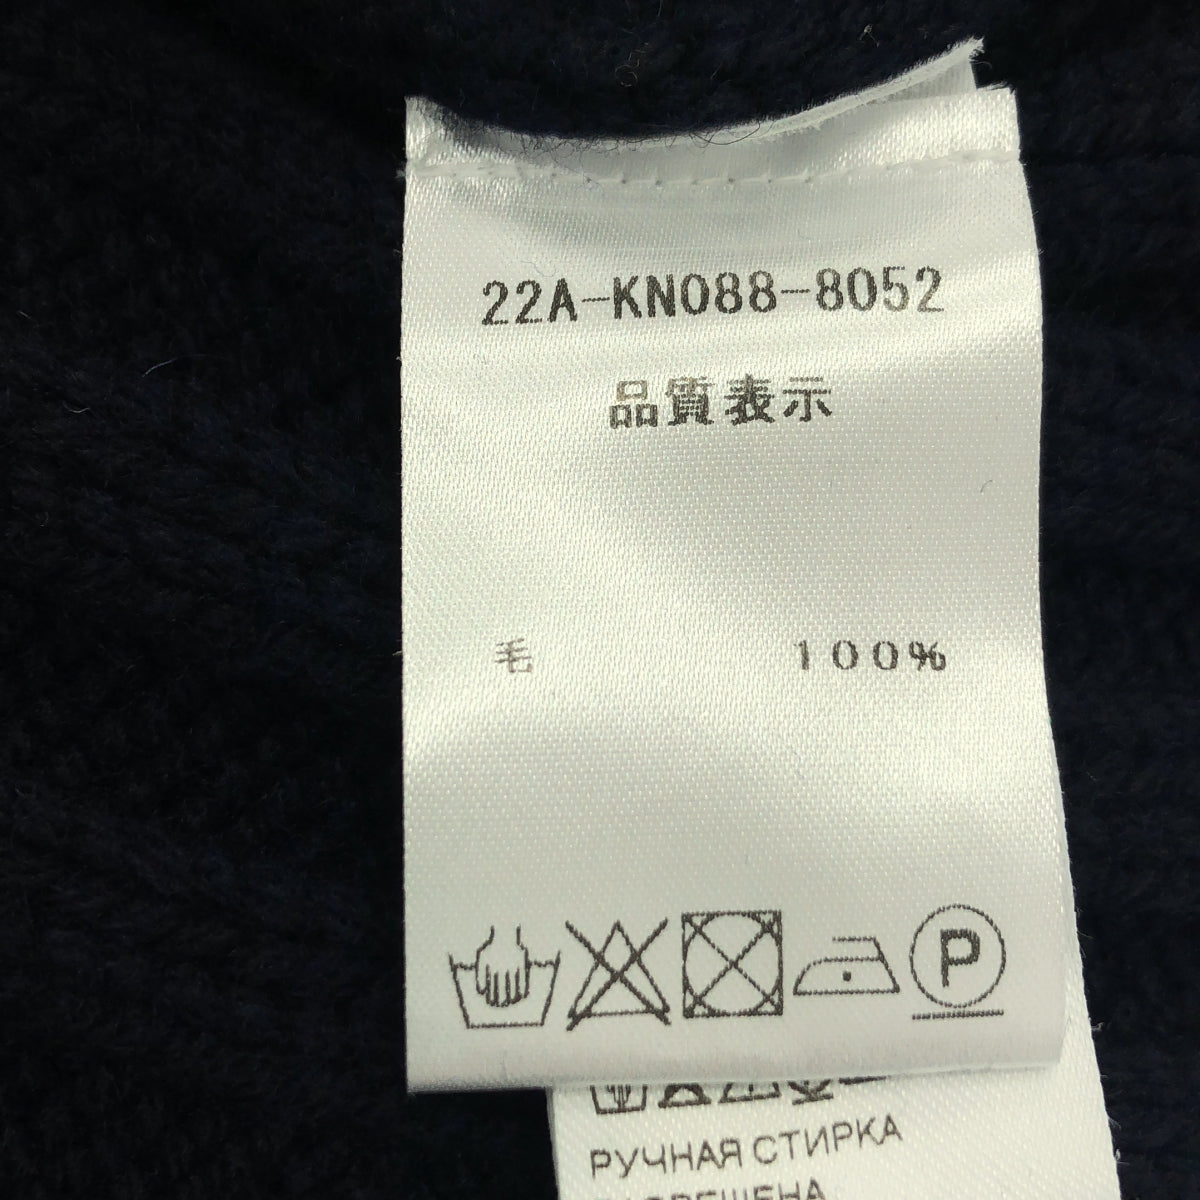 22A-KN088-8052
品質表示
毛 100%
P
РУЧНАЯ СТИРКА